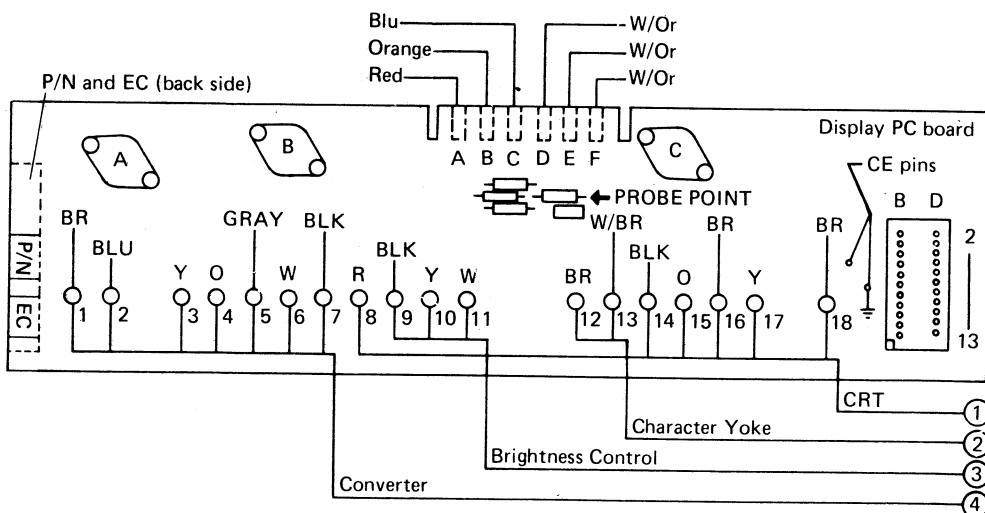 Blu
W/Or
Orange
W/Or
Red
W/Or
P/N and EC (back side)
Display PC board
A
B
A B C D E F
C
CE pins
B D
PROBE POINT
BR
BLU
GRAY
BLK
BLK
W/BR
BLK
BR
BR
2
13
P/N
EC
Y O W R Y W BR O Y
1 2 3 4 5 6 7 8 9 10 11 12 13 14 15 16 17 18
CRT
1
Character Yoke
2
Brightness Control
3
Converter
4